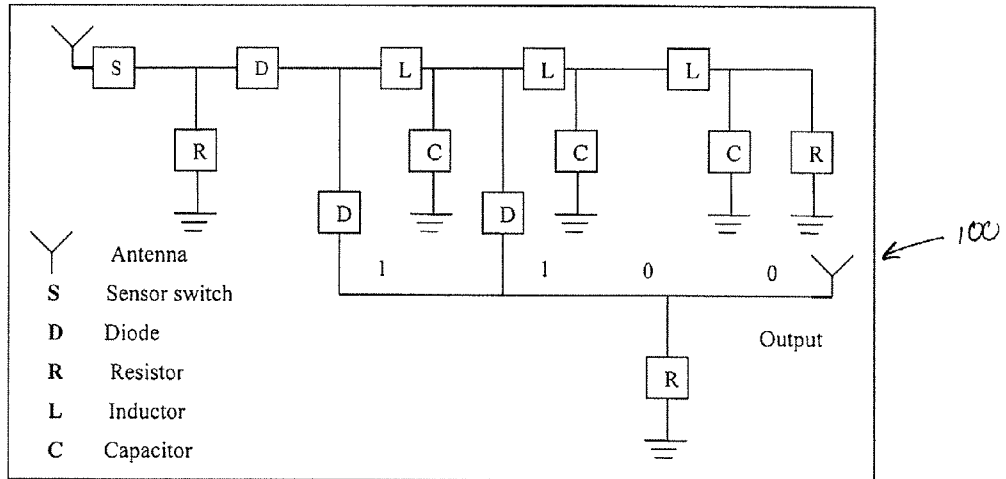 S D L L L
R C C C R
D D
1 1 0 0
Antenna
S Sensor switch
D Diode
R Resistor
L Inductor
C Capacitor
Output
R
100